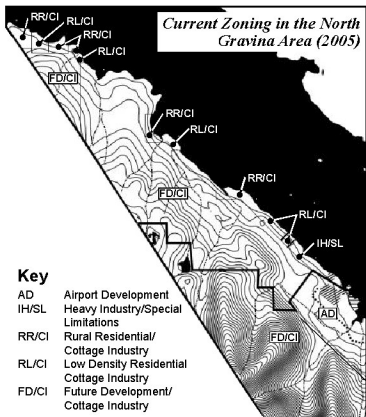 Current Zoning in the North
Gravina Area (2005)
RR/CI
RL/CI
RR/CI
RL/CI
FD/CI
RR/CI
RL/CI
FD/CI
RR/CI
RL/CI
IH/SL
AD
FD/CI
Key
AD Airport Development
IH/SL Heavy Industry/Special
Limitations
RR/CI Rural Residential/
Cottage Industry
RL/CI Low Density Residential
Cottage Industry
FD/CI Future Development/
Cottage Industry